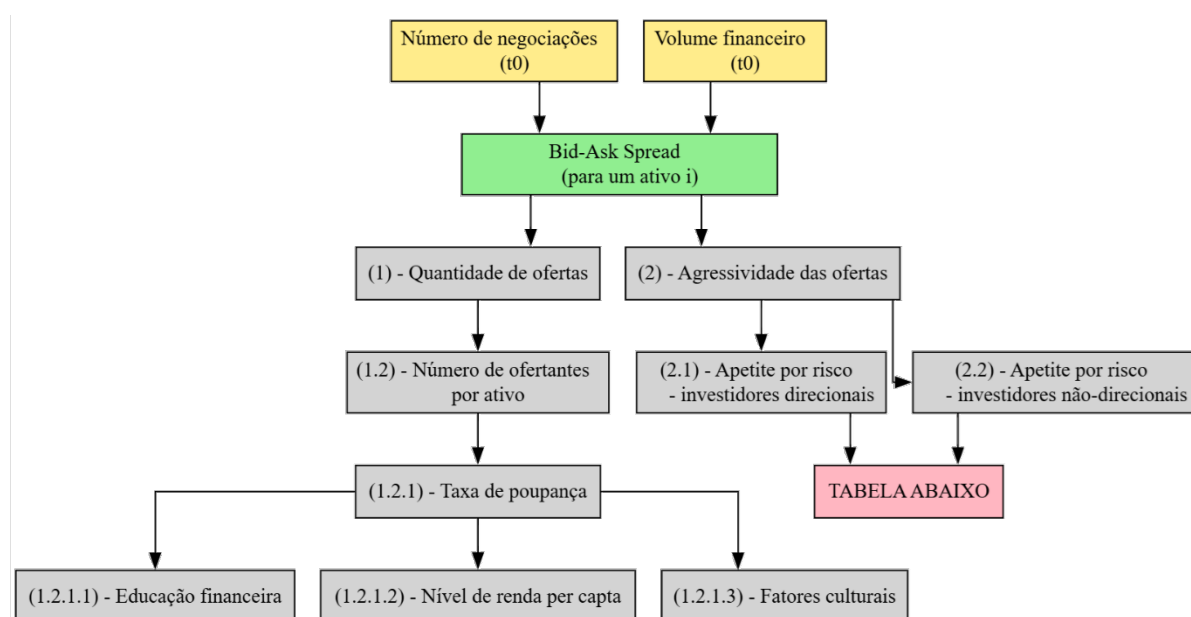 Número de negociações
(t0)
Volume financeiro
(t0)
Bid-Ask Spread
(para um ativo i)
(1) - Quantidade de ofertas
(2) - Agressividade das ofertas
(1.2) - Número de ofertantes
por ativo
(2.1) - Apetite por risco
- investidores direcionais
(2.2) - Apetite por risco
- investidores não-direcionais
(1.2.1) - Taxa de poupança
TABELA ABAIXO
(1.2.1.1) - Educação financeira
(1.2.1.2) - Nível de renda per capta
(1.2.1.3) - Fatores culturais